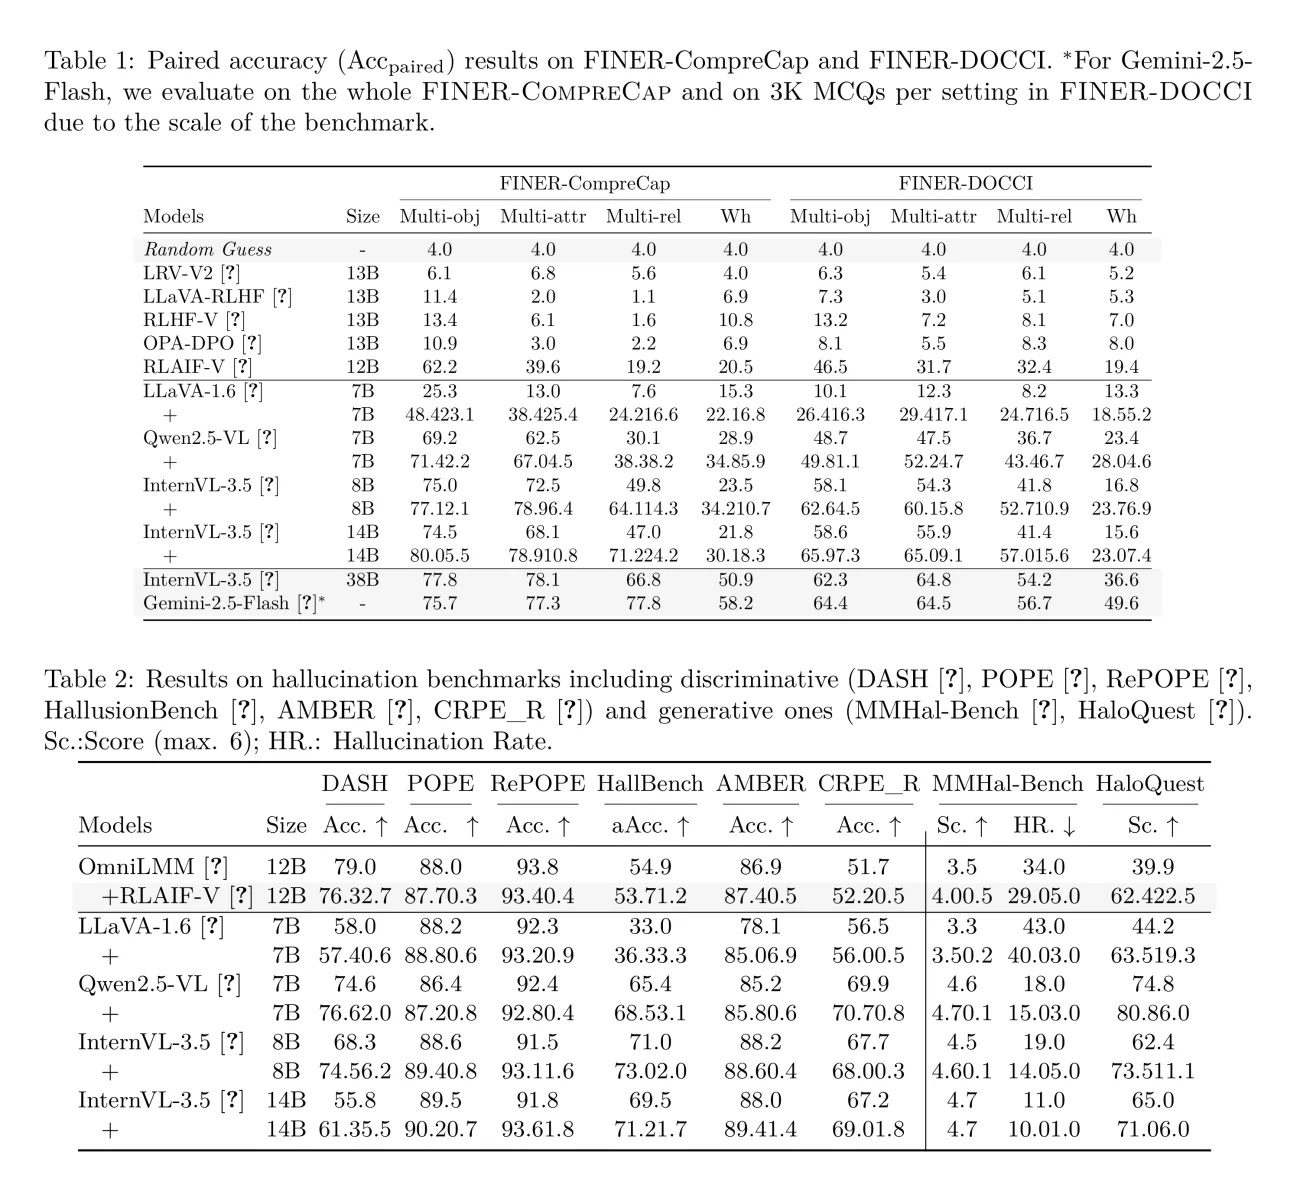 Table 1: Paired accuracy (Accpaired) results on FINER-CompreCap and FINER-DOCCI. *For Gemini-2.5-
Flash, we evaluate on the whole FINER-COMPRECAP and on 3K MCQs per setting in FINER-DOCCI
due to the scale of the benchmark.
FINER-CompreCap FINER-DOCCI
Models Size Multi-obj Multi-attr Multi-rel Wh Multi-obj Multi-attr Multi-rel Wh
Random Guess - 4.0 4.0 4.0 4.0 4.0 4.0 4.0 4.0
LRV-V2 [?] 13B 6.1 6.8 5.6 4.0 6.3 5.4 6.1 5.2
LLaVA-RLHF [?] 13B 11.4 2.0 1.1 6.9 7.3 3.0 5.1 5.3
RLHF-V [?] 13B 13.4 6.1 1.6 10.8 13.2 7.2 8.1 7.0
OPA-DPO [?] 13B 10.9 3.0 2.2 6.9 8.1 5.5 8.3 8.0
RLAIF-V [?] 12B 62.2 39.6 19.2 20.5 46.5 31.7 32.4 19.4
LLaVA-1.6 [?] 7B 25.3 13.0 7.6 15.3 10.1 12.3 8.2 13.3
+ 7B 48.423.1 38.425.4 24.216.6 22.16.8 26.416.3 29.417.1 24.716.5 18.55.2
Qwen2.5-VL [?] 7B 69.2 62.5 30.1 28.9 48.7 47.5 36.7 23.4
+ 7B 71.42.2 67.04.5 38.38.2 34.85.9 49.81.1 52.24.7 43.46.7 28.04.6
InternVL-3.5 [?] 8B 75.0 72.5 49.8 23.5 58.1 54.3 41.8 16.8
+ 8B 77.12.1 78.96.4 64.114.3 34.210.7 62.64.5 60.15.8 52.710.9 23.76.9
InternVL-3.5 [?] 14B 74.5 68.1 47.0 21.8 58.6 55.9 41.4 15.6
+ 14B 80.05.5 78.910.8 71.224.2 30.18.3 65.97.3 65.09.1 57.015.6 23.07.4
InternVL-3.5 [?] 38B 77.8 78.1 66.8 50.9 62.3 64.8 54.2 36.6
Gemini-2.5-Flash [?]* - 75.7 77.3 77.8 58.2 64.4 64.5 56.7 49.6
Table 2: Results on hallucination benchmarks including discriminative (DASH [?], POPE [?], RePOPE [?],
HallusionBench [?], AMBER [?], CRPE_R [?]) and generative ones (MMHal-Bench [?], HaloQuest [?]).
Sc.:Score (max. 6); HR.: Hallucination Rate.
DASH POPE RePOPE HallBench AMBER CRPE_R MMHal-Bench HaloQuest
Models Size Acc. ↑ Acc. ↑ Acc. ↑ aAcc. ↑ Acc. ↑ Acc. ↑ Sc. ↑ HR. ↓ Sc. ↑
OmniLMM [?] 12B 79.0 88.0 93.8 54.9 86.9 51.7 3.5 34.0 39.9
+RLAIF-V [?] 12B 76.32.7 87.70.3 93.40.4 53.71.2 87.40.5 52.20.5 4.00.5 29.05.0 62.422.5
LLaVA-1.6 [?] 7B 58.0 88.2 92.3 33.0 78.1 56.5 3.3 43.0 44.2
+ 7B 57.40.6 88.80.6 93.20.9 36.33.3 85.06.9 56.00.5 3.50.2 40.03.0 63.519.3
Qwen2.5-VL [?] 7B 74.6 86.4 92.4 65.4 85.2 69.9 4.6 18.0 74.8
+ 7B 76.62.0 87.20.8 92.80.4 68.53.1 85.80.6 70.70.8 4.70.1 15.03.0 80.86.0
InternVL-3.5 [?] 8B 68.3 88.6 91.5 71.0 88.2 67.7 4.5 19.0 62.4
+ 8B 74.56.2 89.40.8 93.11.6 73.02.0 88.60.4 68.00.3 4.60.1 14.05.0 73.511.1
InternVL-3.5 [?] 14B 55.8 89.5 91.8 69.5 88.0 67.2 4.7 11.0 65.0
+ 14B 61.35.5 90.20.7 93.61.8 71.21.7 89.41.4 69.01.8 4.7 10.01.0 71.06.0